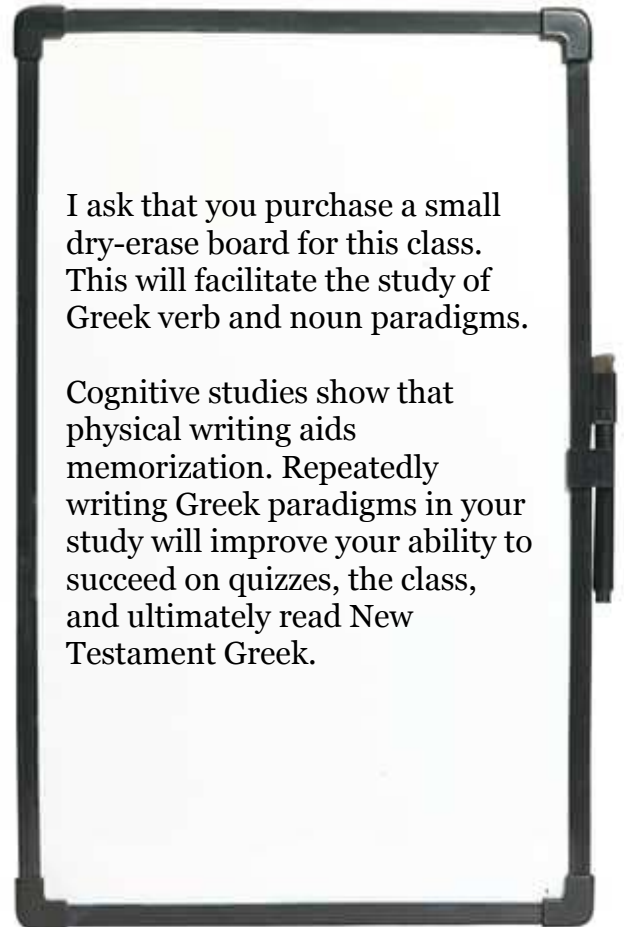 I ask that you purchase a small
dry-erase board for this class.
This will facilitate the study of
Greek verb and noun paradigms.
Cognitive studies show that
physical writing aids
memorization. Repeatedly
writing Greek paradigms in your
study will improve your ability to
succeed on quizzes, the class,
and ultimately read New
Testament Greek.